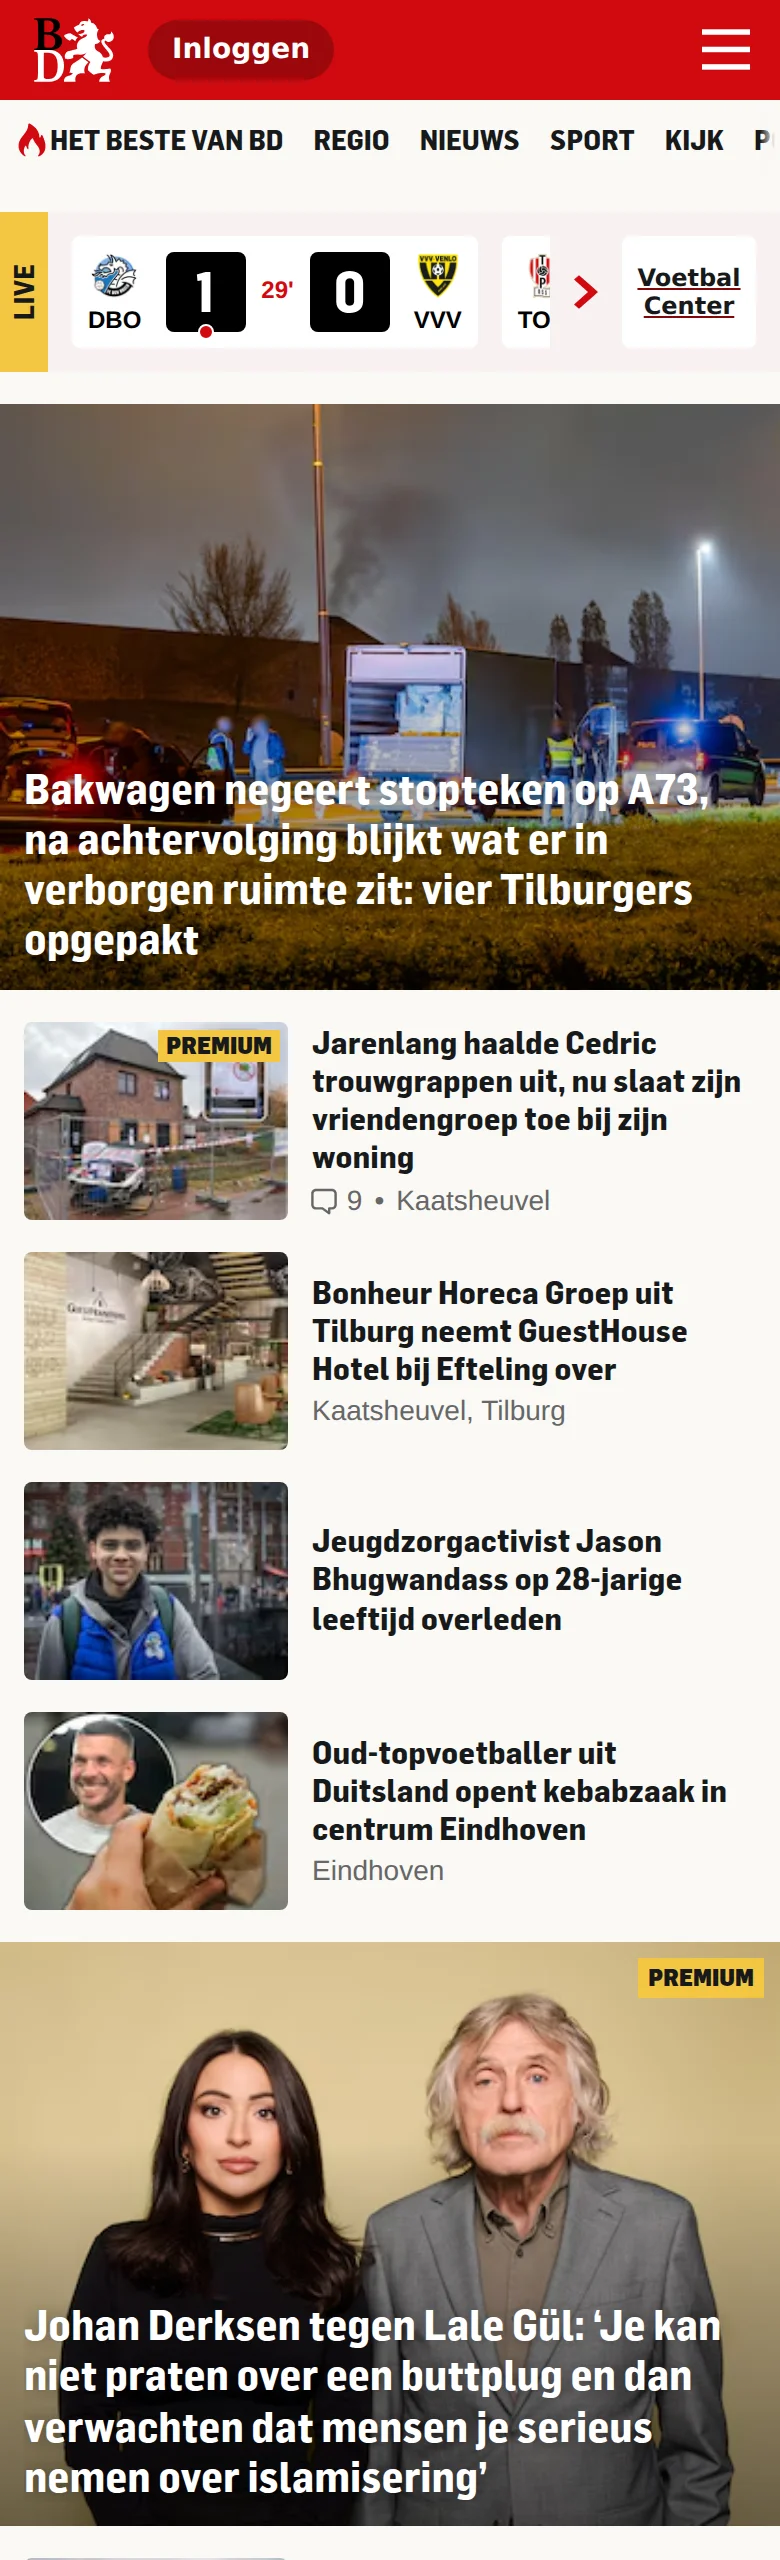 BD
Inloggen
HET BESTE VAN BD REGIO NIEUWS SPORT KIJK
LIVE
DBO 1 29' 0 VVV
VVV VENLO
TOP
TO
Voetbal
Center
Bakwagen negeert stopteken op A73,
na achtervolging blijkt wat er in
verborgen ruimte zit: vier Tilburgers
opgepakt
PREMIUM
Jarenlang haalde Cedric
trouwgrappen uit, nu slaat zijn
vriendengroep toe bij zijn
woning
9 • Kaatsheuvel
Bonheur Horeca Groep uit
Tilburg neemt GuestHouse
Hotel bij Efteling over
Kaatsheuvel, Tilburg
Jeugdzorgactivist Jason
Bhugwandass op 28-jarige
leeftijd overleden
Oud-topvoetballer uit
Duitsland opent kebabzaak in
centrum Eindhoven
Eindhoven
PREMIUM
Johan Derksen tegen Lale Gül: ‘Je kan
niet praten over een buttplug en dan
verwachten dat mensen je serieus
nemen over islamisering’